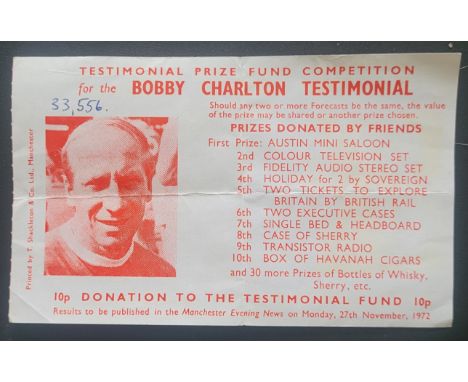 TESTIMONIAL PRIZE FUND COMPETITION
for the BOBBY CHARLTON TESTIMONIAL
33,556.
Should any two or more Forecasts be the same, the value
of the prize may be shared or another prize chosen.
PRIZES DONATED BY FRIENDS
First Prize: AUSTIN MINI SALOON
2nd COLOUR TELEVISION SET
3rd FIDELITY AUDIO STEREO SET
4th HOLIDAY for 2 by SOVEREIGN
5th TWO TICKETS TO EXPLORE
BRITAIN BY BRITISH RAIL
6th TWO EXECUTIVE CASES
7th SINGLE BED & HEADBOARD
8th CASE OF SHERRY
9th TRANSISTOR RADIO
10th BOX OF HAVANAH CIGARS
and 30 more Prizes of Bottles of Whisky,
Sherry, etc.
10p DONATION TO THE TESTIMONIAL FUND 10p
Results to be published in the Manchester Evening News on Monday, 27th November, 1972
Printed by T. Shackleton & Co. Ltd., Manchester